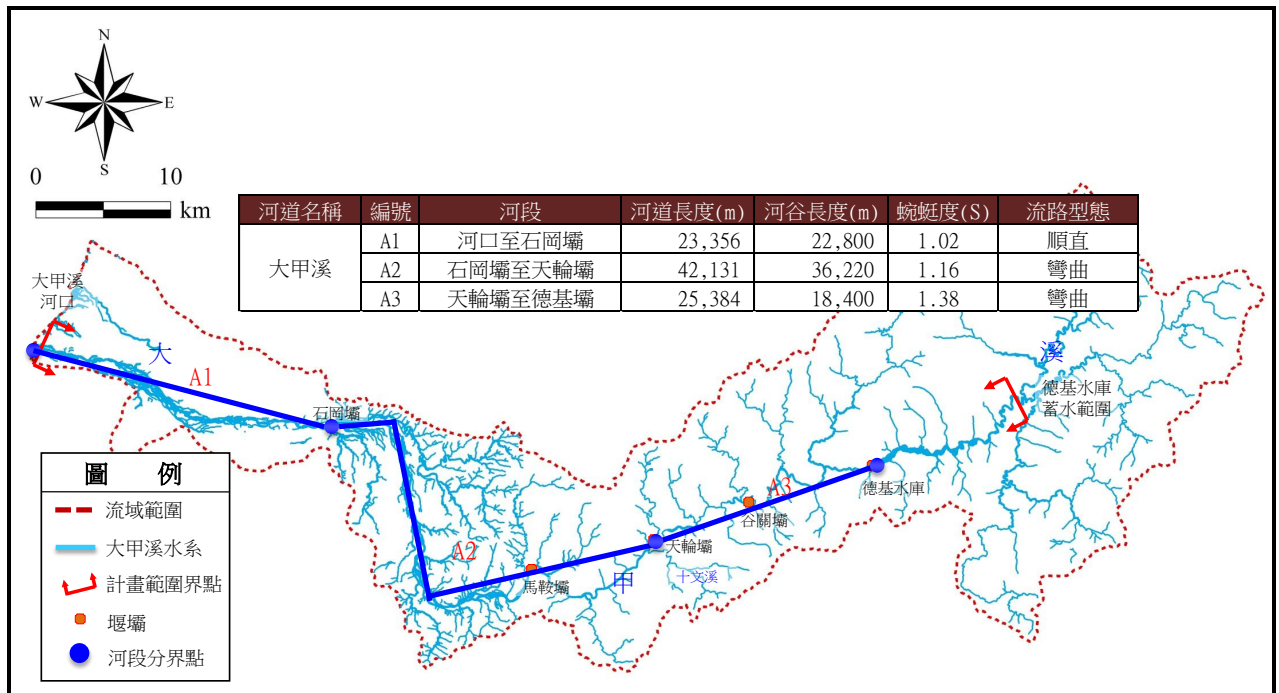 N
W
E
S
0 10
km
河道名稱 編號 河段 河道長度(m) 河谷長度(m) 蜿蜒度(S) 流路型態
大甲溪 A1 河口至石岡壩 23,356 22,800 1.02 順直
A2 石岡壩至天輪壩 42,131 36,220 1.16 彎曲
A3 天輪壩至德基壩 25,384 18,400 1.38 彎曲
大甲溪
河口
大
A1
石岡壩
溪
德基水庫
蓄水範圍
A3
德基水庫
谷關壩
天輪壩
A2
馬鞍壩
甲
十文溪
圖 例
流域範圍
大甲溪水系
計畫範圍界點
堰壩
河段分界點